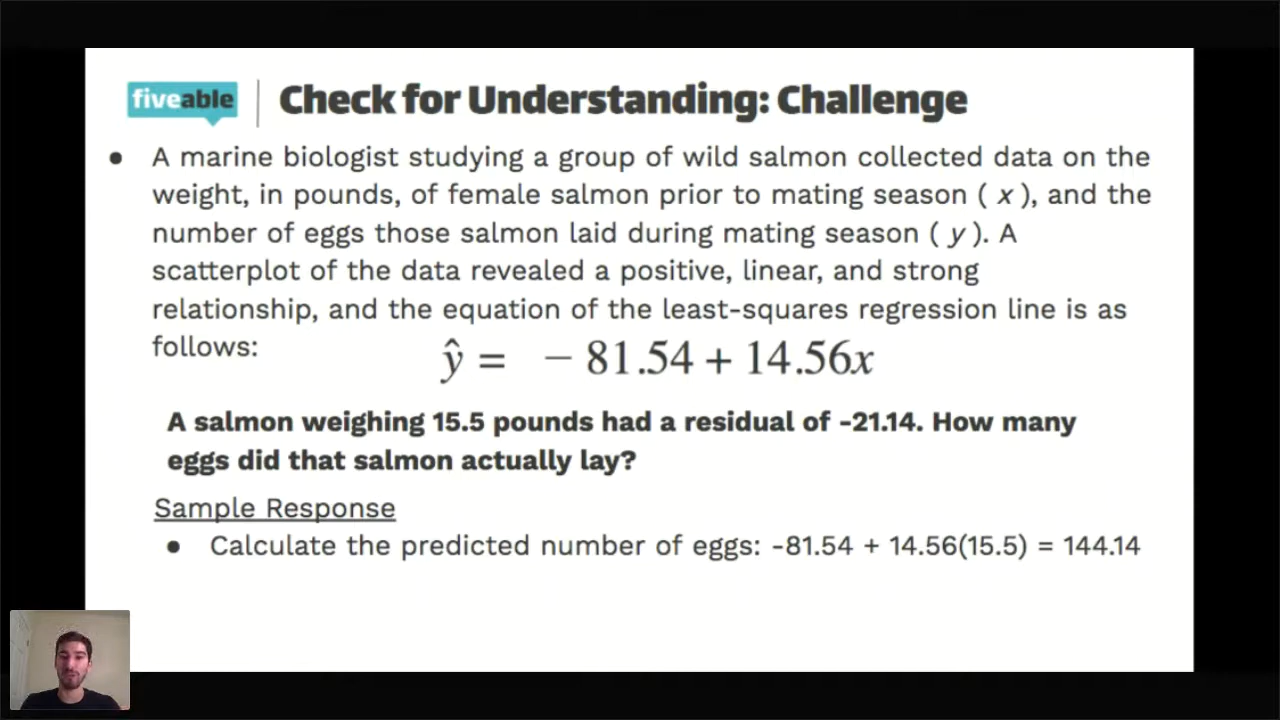 fiveable
Check for Understanding: Challenge
● A marine biologist studying a group of wild salmon collected data on the
weight, in pounds, of female salmon prior to mating season ( x ), and the
number of eggs those salmon laid during mating season ( y ). A
scatterplot of the data revealed a positive, linear, and strong
relationship, and the equation of the least-squares regression line is as
follows:
ŷ = − 81.54 + 14.56x
A salmon weighing 15.5 pounds had a residual of -21.14. How many
eggs did that salmon actually lay?
Sample Response
● Calculate the predicted number of eggs: -81.54 + 14.56(15.5) = 144.14